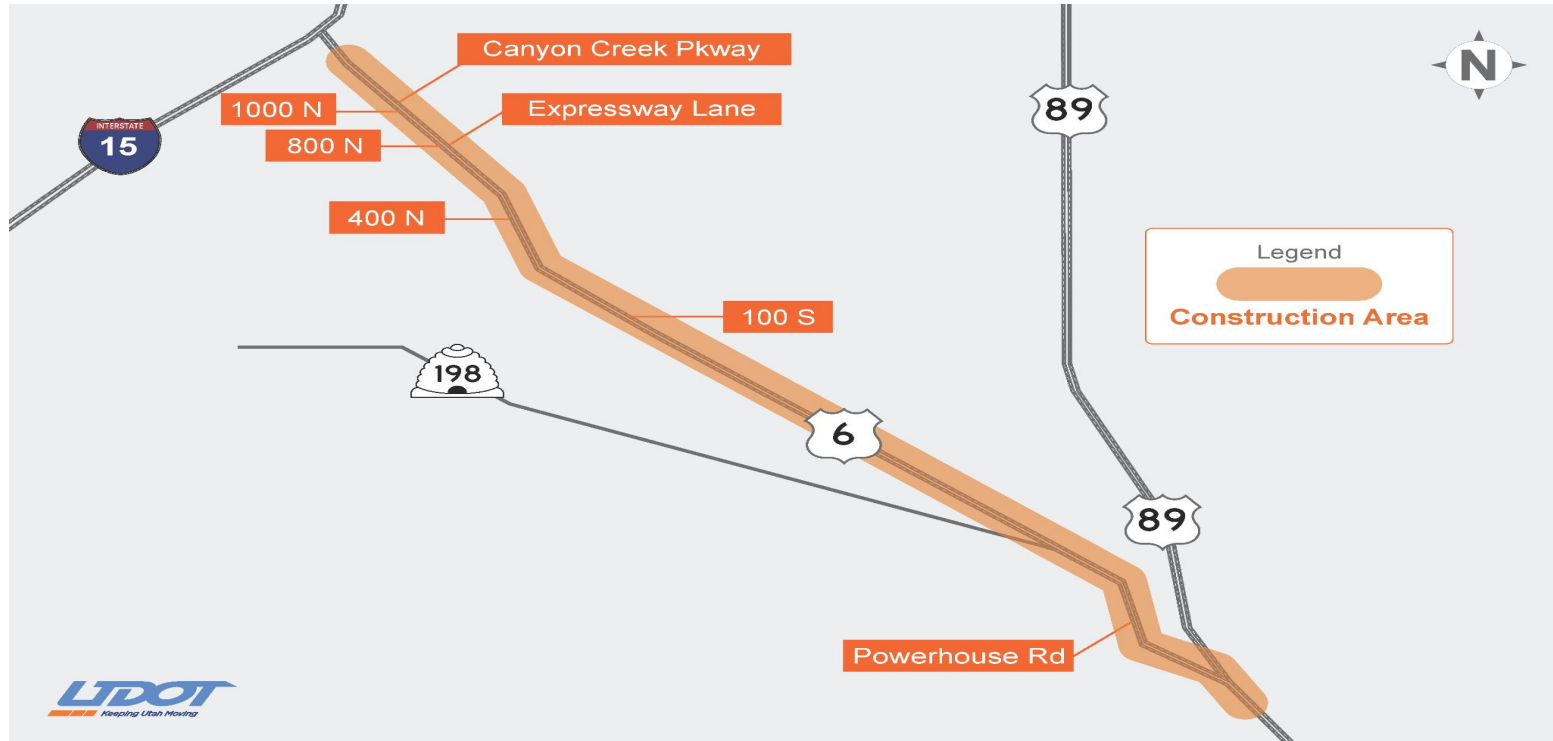 Canyon Creek Pkway
N
1000 N
Expressway Lane
89
INTERSTATE
15
800 N
400 N
Legend
Construction Area
100 S
198
6
89
Powerhouse Rd
UDOT
Keeping Utah Moving